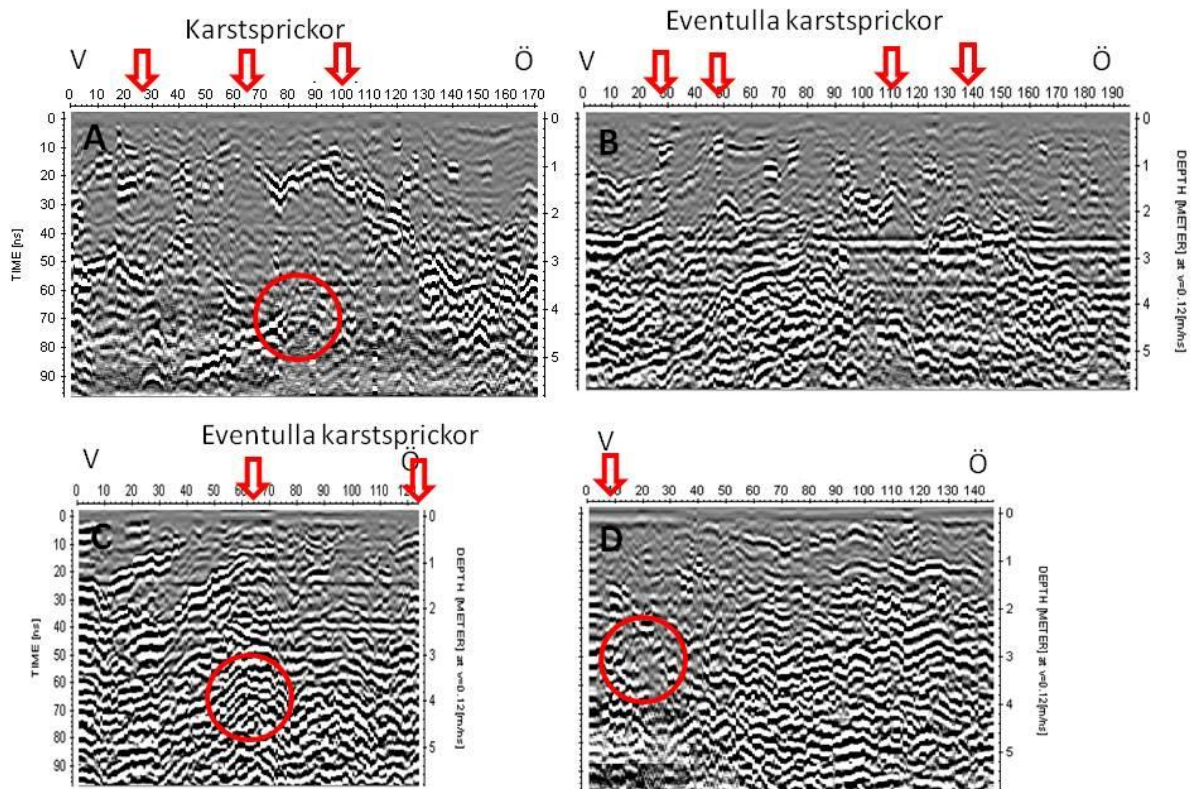 Karstsprickor
V Ö
0 10 20 30 40 50 60 70 80 90 100 110 120 130 140 150 160 170
A
0 10 20 30 40 50 60 70 80 90
TIME [ns]
0 1 2 3 4 5
Eventulla karstsprickor
V Ö
0 10 20 30 40 50 60 70 80 90 100 110 120 130 140 150 160 170 180 190
B
0 1 2 3 4 5
DEPTH [METER] at v=0.12[m/ns]
Eventulla karstsprickor
V Ö
0 10 20 30 40 50 60 70 80 90 100 110
C
0 10 20 30 40 50 60 70 80 90
TIME [ns]
0 1 2 3 4 5
DEPTH [METER] at v=0.12[m/ns]
V Ö
0 10 20 30 40 50 60 70 80 90 100 110 120 130 140
D
0 1 2 3 4 5
DEPTH [METER] at v=0.12[m/ns]